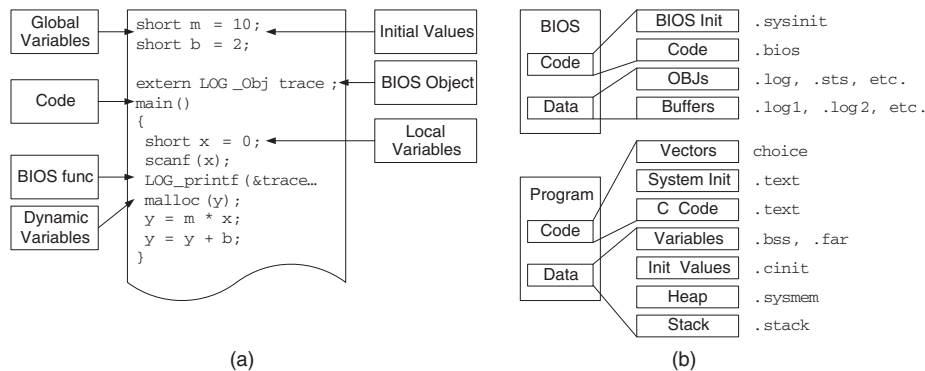 Global
Variables
Code
BIOS func
Dynamic
Variables
short m = 10;
short b = 2;
extern LOG_Obj trace ;
main()
{
short x = 0;
scanf(x);
LOG_printf(&trace…
malloc(y);
y = m * x;
y = y + b;
}
Initial Values
BIOS Object
Local
Variables
(a)
BIOS
Code
Data
BIOS Init .sysinit
Code .bios
OBJs .log, .sts, etc.
Buffers .log1, .log2, etc.
Program
Code
Data
Vectors choice
System Init .text
C Code .text
Variables .bss, .far
Init Values .cinit
Heap .sysmem
Stack .stack
(b)